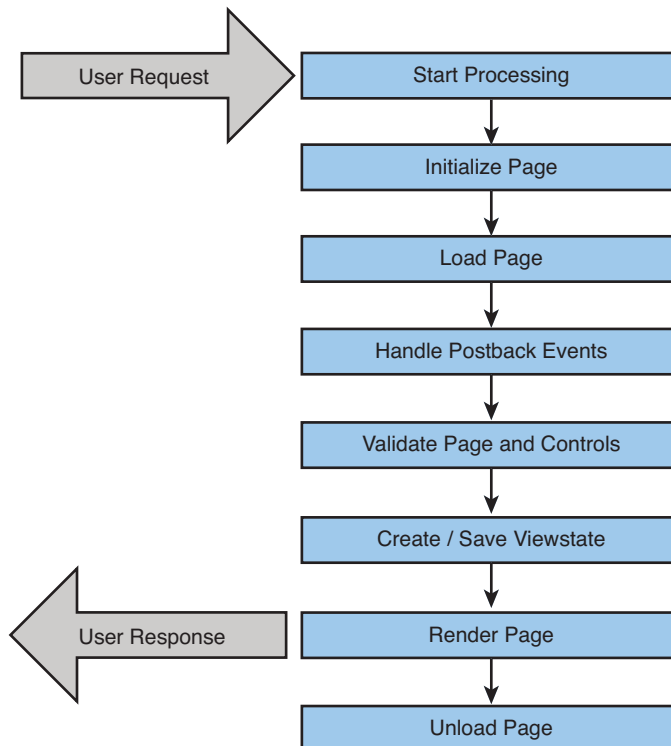 User Request
Start Processing
Initialize Page
Load Page
Handle Postback Events
Validate Page and Controls
Create / Save Viewstate
User Response
Render Page
Unload Page